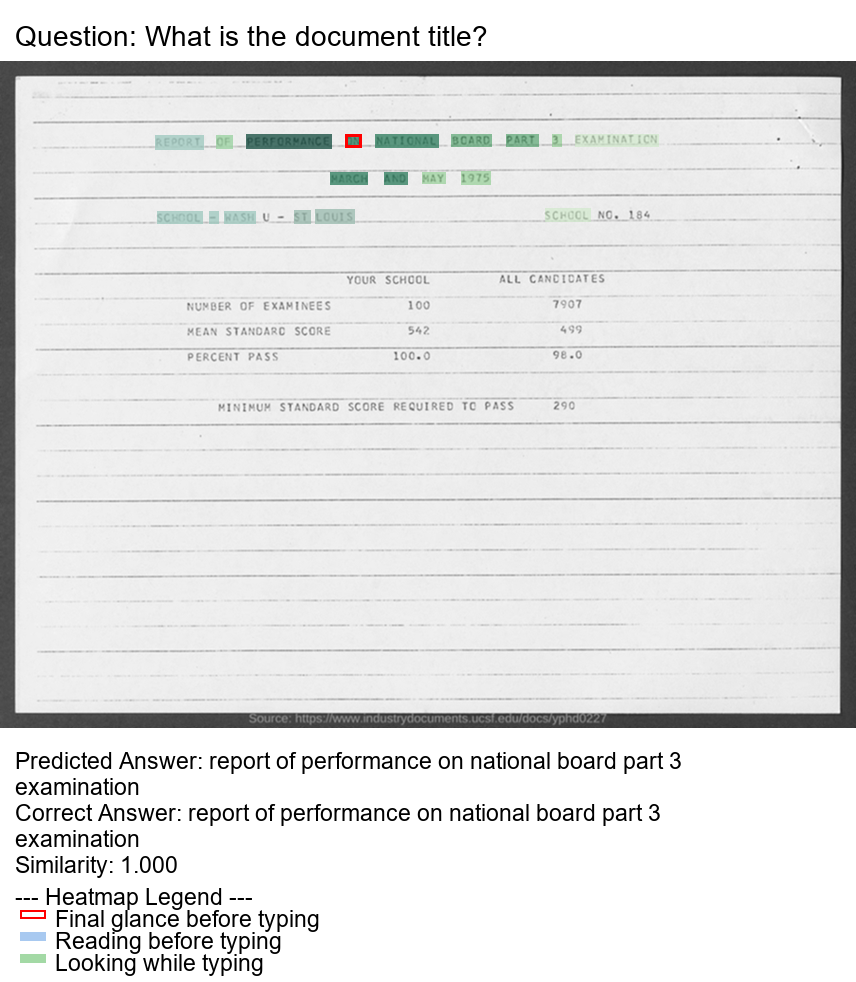 Question: What is the document title?
REPORT OF PERFORMANCE ON NATIONAL BOARD PART 3 EXAMINATION
MARCH AND MAY 1975
SCHOOL - WASH U - ST LOUIS SCHOOL NO. 184
YOUR SCHOOL ALL CANDIDATES
NUMBER OF EXAMINEES 100 7907
MEAN STANDARD SCORE 542 499
PERCENT PASS 100.0 98.0
MINIMUM STANDARD SCORE REQUIRED TO PASS 290
Source: https://www.industrydocuments.ucsf.edu/docs/yphd0227
Predicted Answer: report of performance on national board part 3
examination
Correct Answer: report of performance on national board part 3
examination
Similarity: 1.000
--- Heatmap Legend ---
Final glance before typing
Reading before typing
Looking while typing